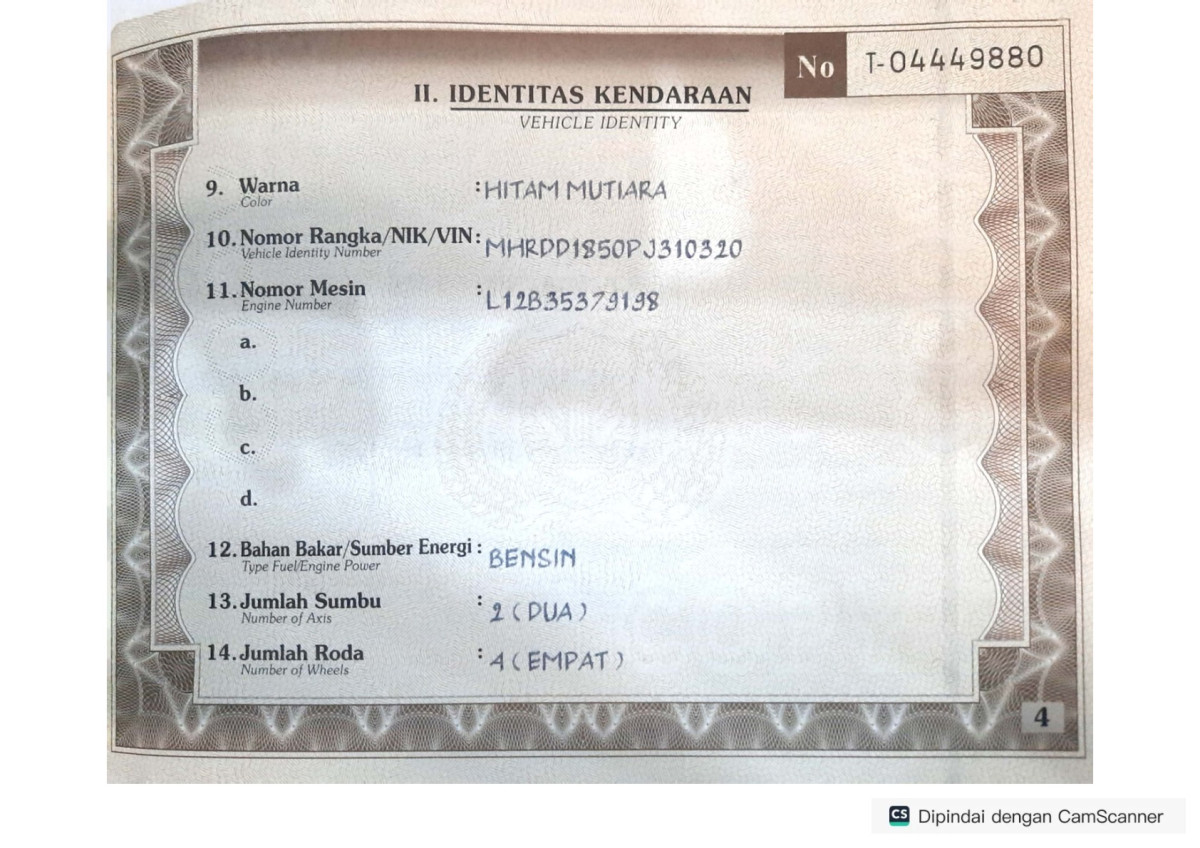 No T-04449880
II. IDENTITAS KENDARAAN
VEHICLE IDENTITY
9. Warna : HITAM MUTIARA
Color
10. Nomor Rangka/NIK/VIN : MHRDD1850PJ310320
Vehicle Identity Number
11. Nomor Mesin : L12B35379198
Engine Number
a.
b.
c.
d.
12. Bahan Bakar/Sumber Energi : BENSIN
Type Fuel/Engine Power
13. Jumlah Sumbu : 2 (DUA)
Number of Axis
14. Jumlah Roda : 4 (EMPAT)
Number of Wheels
4
CS Dipindai dengan CamScanner